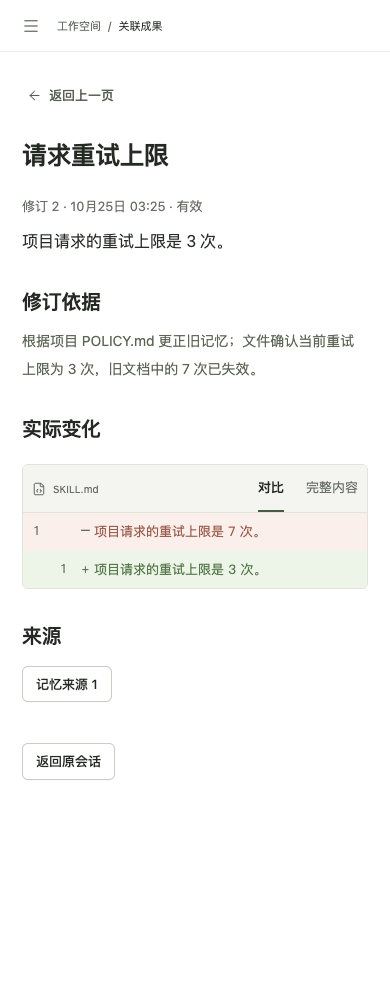 工作空间 / 关联成果
← 返回上一页
请求重试上限
修订 2 · 10月25日 03:25 · 有效
项目请求的重试上限是 3 次。
修订依据
根据项目 POLICY.md 更正旧记忆；文件确认当前重试
上限为 3 次，旧文档中的 7 次已失效。
实际变化
SKILL.md 对比 完整内容
1 − 项目请求的重试上限是 7 次。
1 + 项目请求的重试上限是 3 次。
来源
记忆来源 1
返回原会话